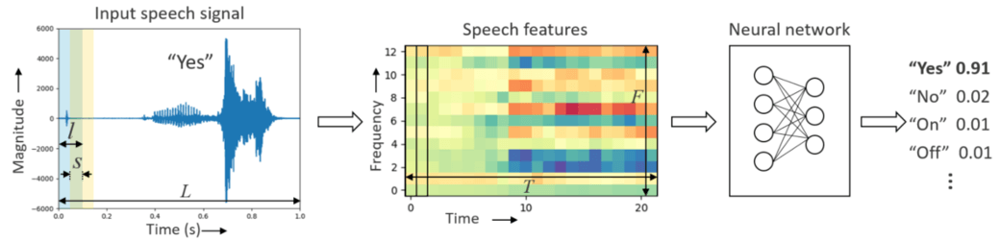 Input speech signal
6000
4000
2000
0
−2000
−4000
−6000
Magnitude
"Yes"
l
s
L
0.0 0.2 0.4 0.6 0.8 1.0
Time (s)
Speech features
12
10
8
6
4
2
0
Frequency
F
T
0 10 20
Time
Neural network
"Yes" 0.91
"No" 0.02
"On" 0.01
"Off" 0.01
⋮